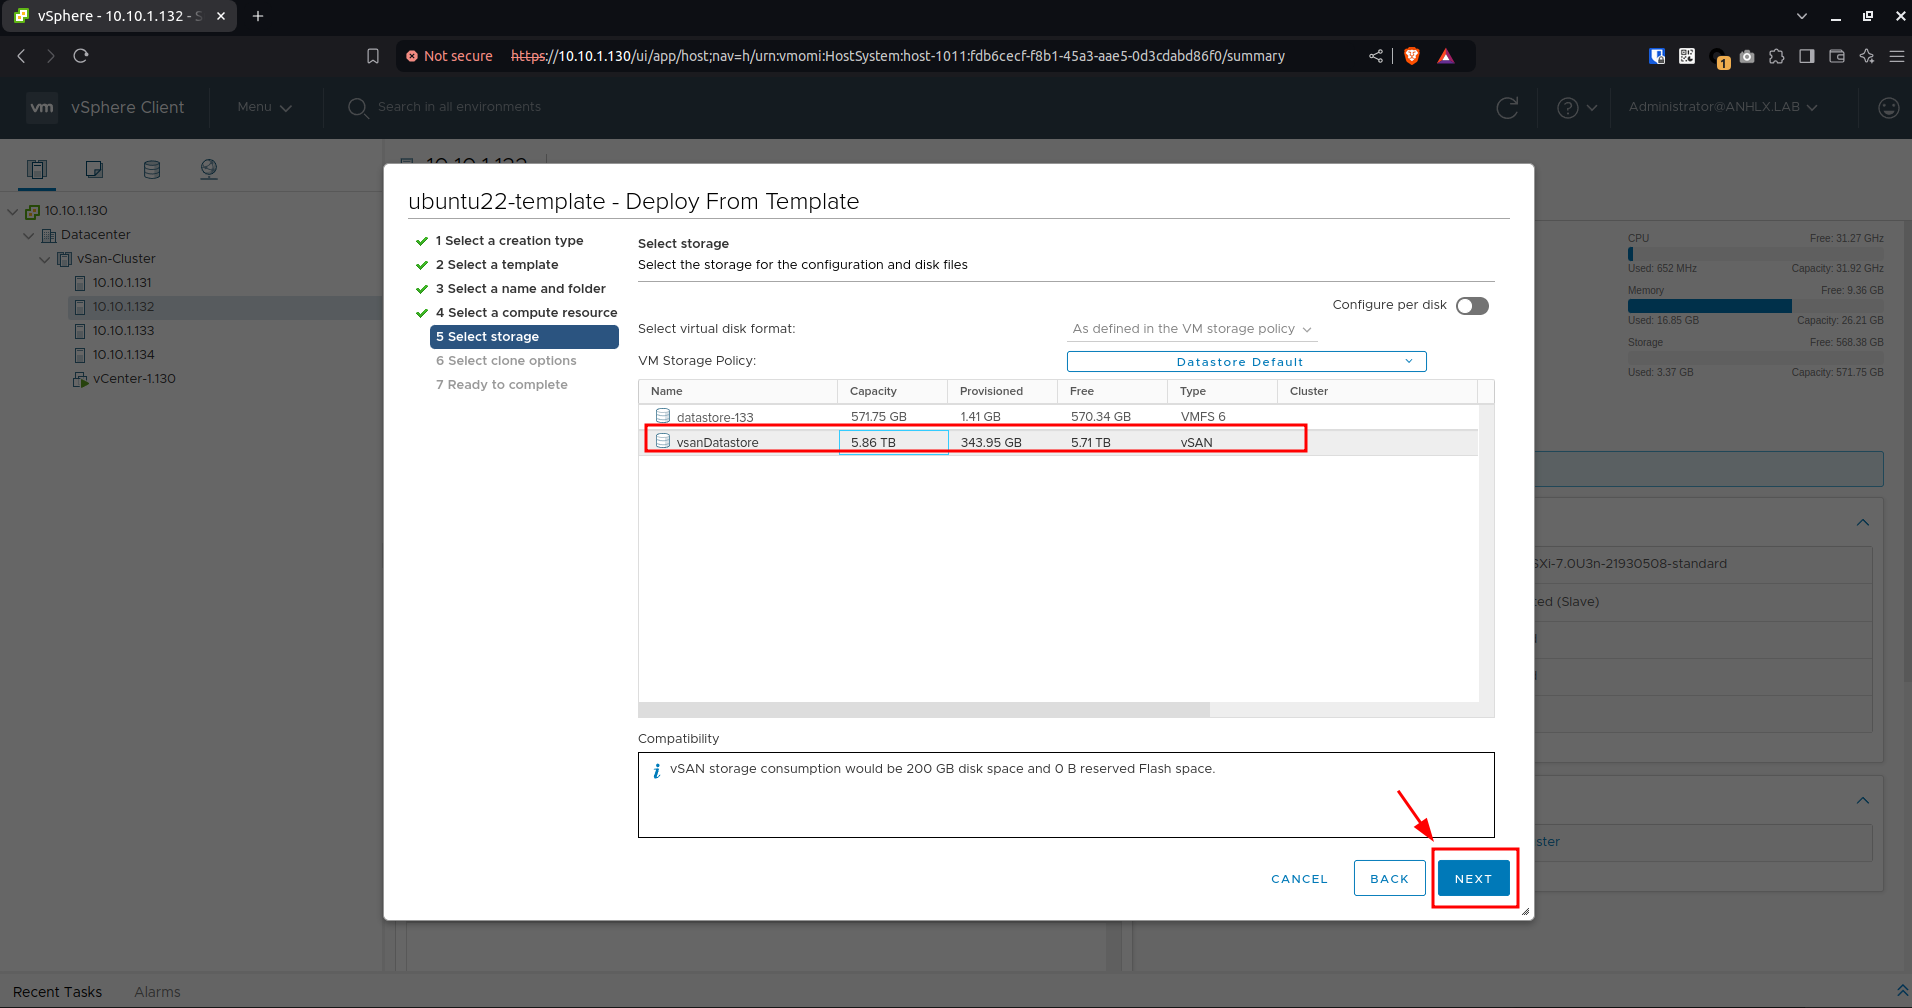 vSphere - 10.10.1.132 - S
Not secure https://10.10.1.130/ui/app/host;nav=h/urn:vmomi:HostSystem:host-1011:fdb6cecf-f8b1-45a3-aae5-0d3cdabd86f0/summary
1
vm vSphere Client Menu Search in all environments Administrator@ANHLX.LAB
10.10.1.132
10.10.1.130
Datacenter
vSan-Cluster
10.10.1.131
10.10.1.132
10.10.1.133
10.10.1.134
vCenter-1.130
ubuntu22-template - Deploy From Template
1 Select a creation type
2 Select a template
3 Select a name and folder
4 Select a compute resource
5 Select storage
6 Select clone options
7 Ready to complete
Select storage
Select the storage for the configuration and disk files
Configure per disk
Select virtual disk format: As defined in the VM storage policy
VM Storage Policy: Datastore Default
Name Capacity Provisioned Free Type Cluster
datastore-133 571.75 GB 1.41 GB 570.34 GB VMFS 6
vsanDatastore 5.86 TB 343.95 GB 5.71 TB vSAN
Compatibility
vSAN storage consumption would be 200 GB disk space and 0 B reserved Flash space.
CANCEL BACK NEXT
CPU Free: 31.27 GHz
Used: 652 MHz Capacity: 31.92 GHz
Memory Free: 9.36 GB
Used: 16.85 GB Capacity: 26.21 GB
Storage Free: 568.38 GB
Used: 3.37 GB Capacity: 571.75 GB
SXi-7.0U3n-21930508-standard
ted (Slave)
ster
Recent Tasks Alarms